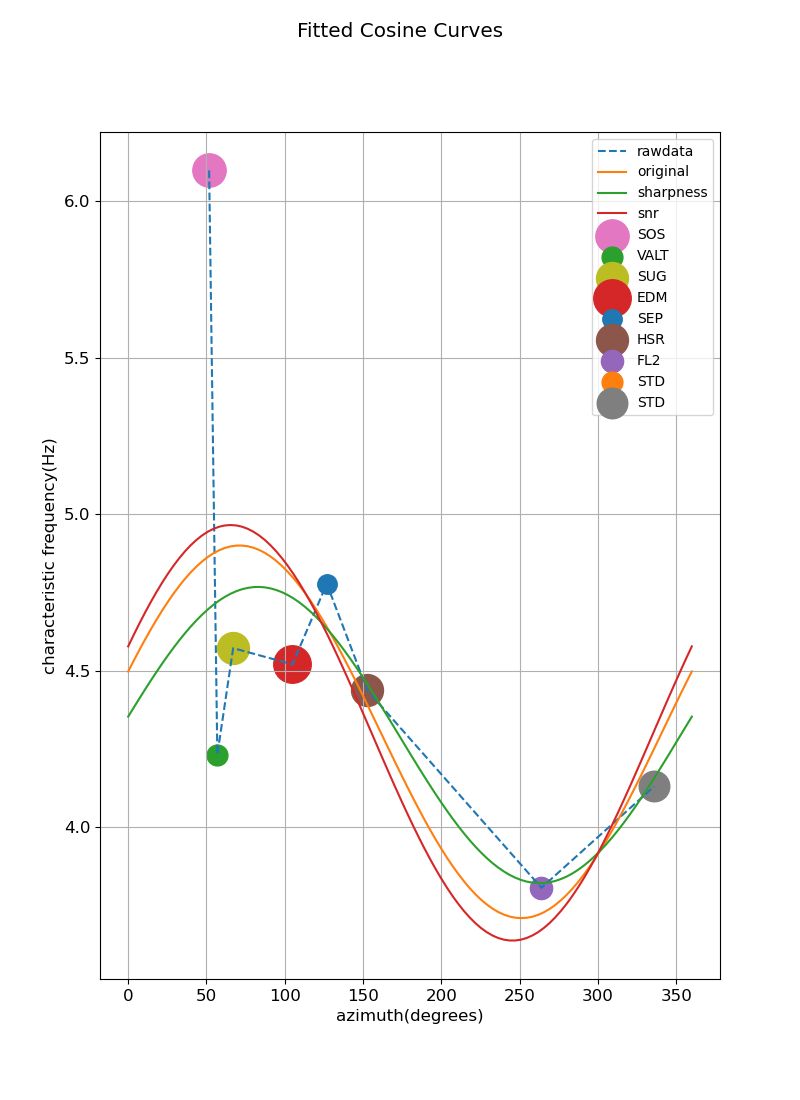 Fitted Cosine Curves
characteristic frequency(Hz)
6.0
5.5
5.0
4.5
4.0
0 50 100 150 200 250 300 350
azimuth(degrees)
rawdata
original
sharpness
snr
SOS
VALT
SUG
EDM
SEP
HSR
FL2
STD
STD